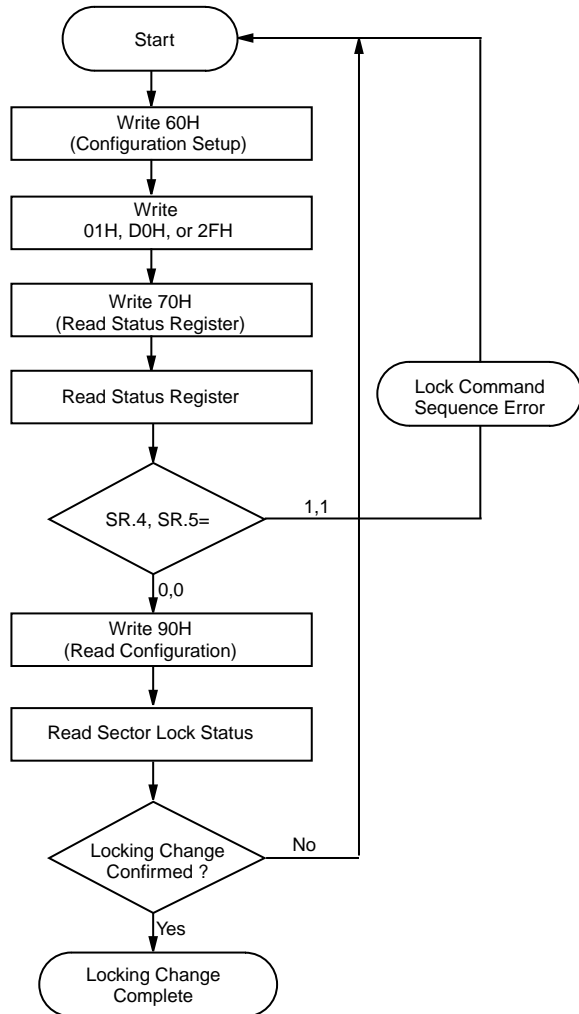 Start
Write 60H
(Configuration Setup)
Write
01H, D0H, or 2FH
Write 70H
(Read Status Register)
Read Status Register
Lock Command
Sequence Error
SR.4, SR.5=
1,1
0,0
Write 90H
(Read Configuration)
Read Sector Lock Status
Locking Change
Confirmed ?
No
Yes
Locking Change
Complete